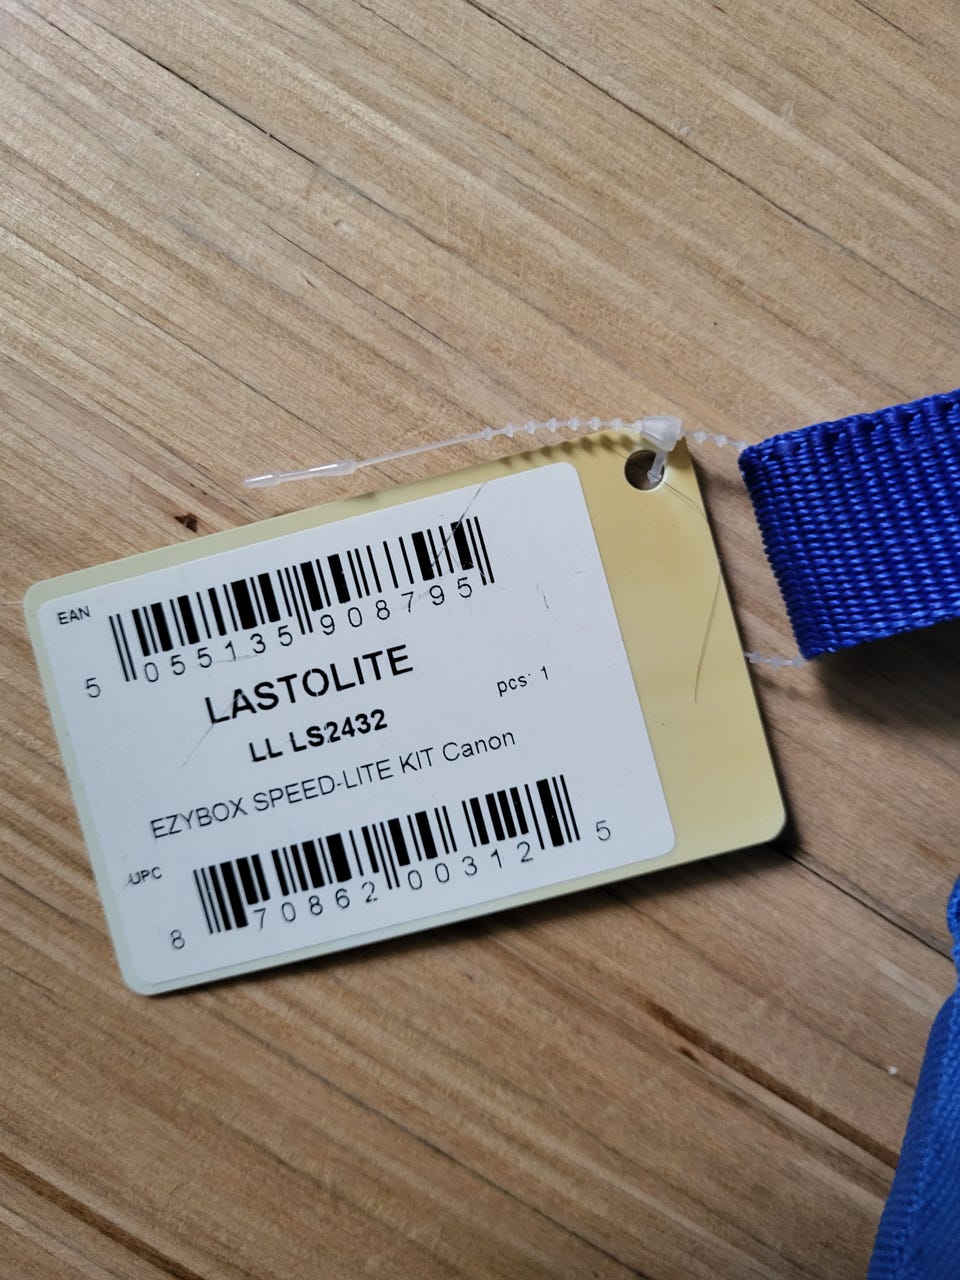 EAN
5 055135 908795
LASTOLITE
pcs: 1
LL LS2432
EZYBOX SPEED-LITE KIT Canon
UPC
8 70862 00312 5